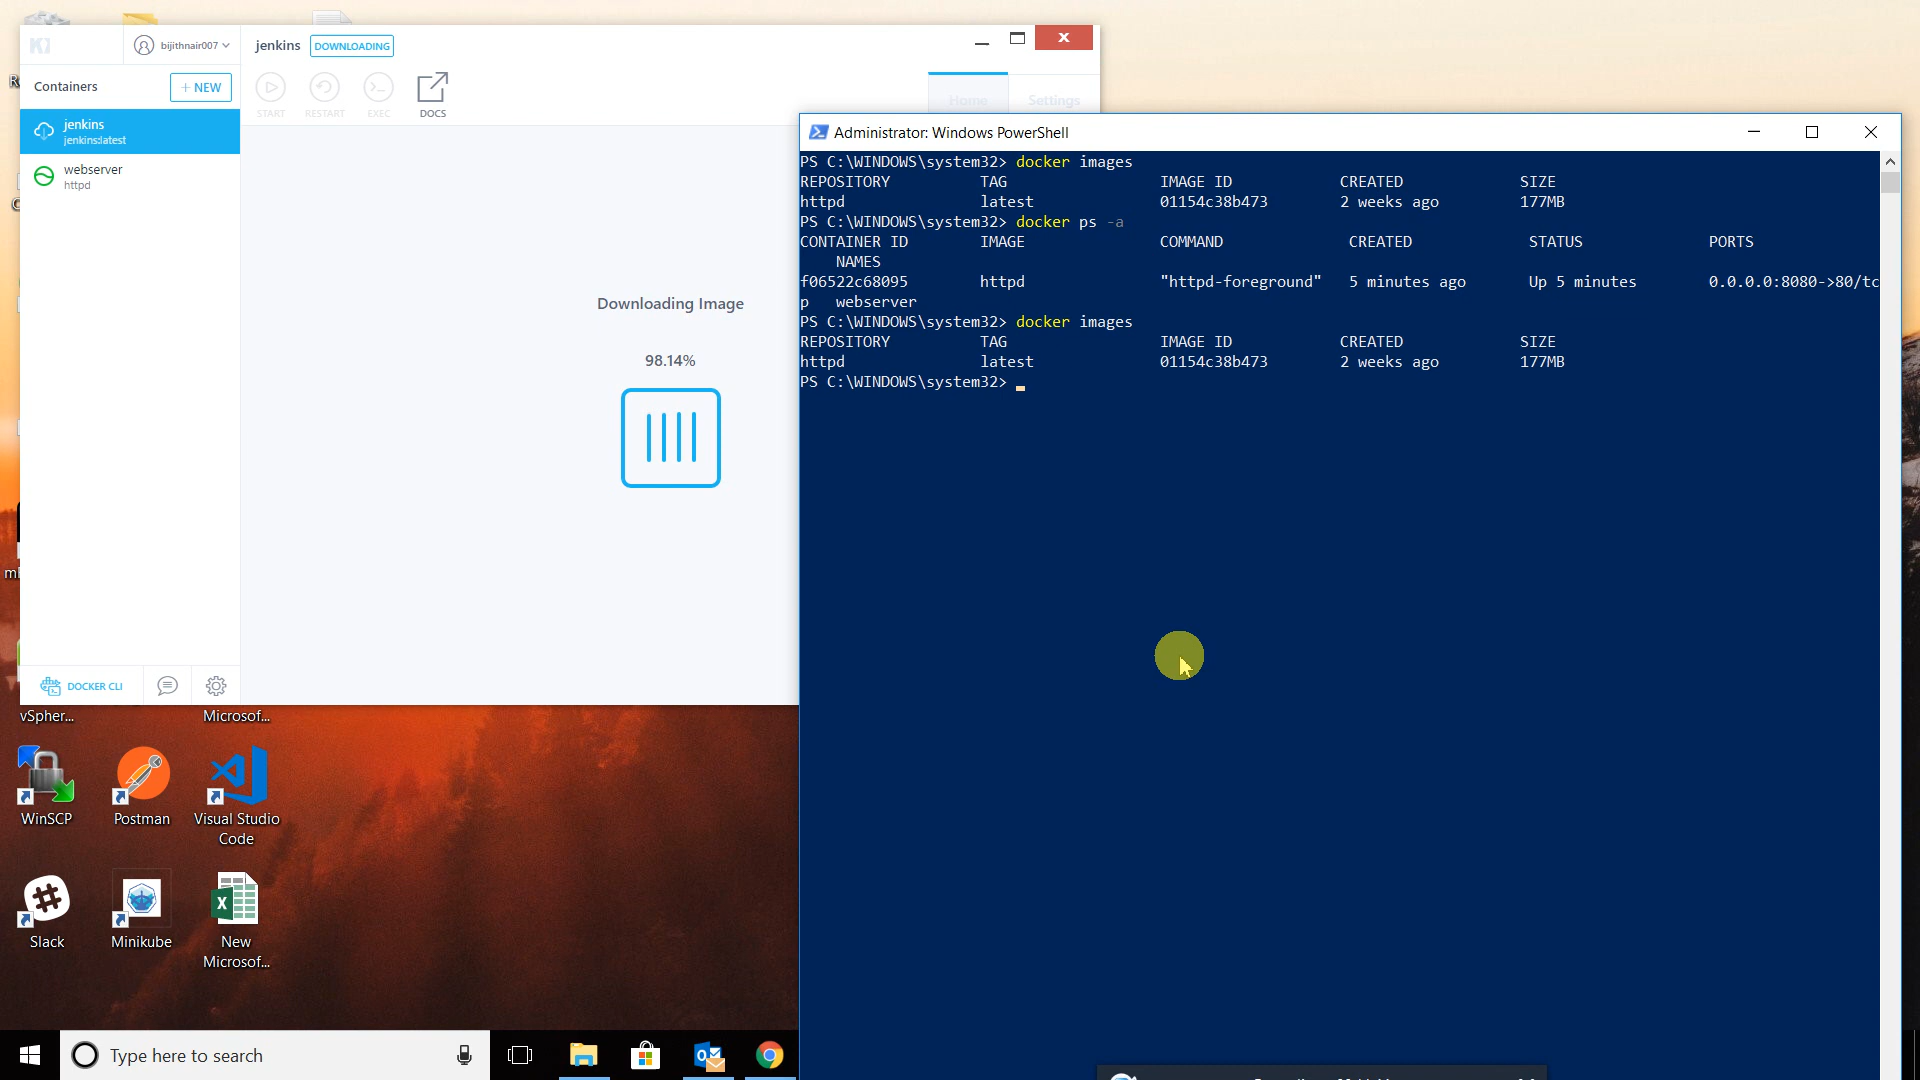 bijithnair007
jenkins DOWNLOADING
Containers
+ NEW
START RESTART EXEC DOCS
Home Settings
jenkins
jenkins:latest
webserver
httpd
Downloading Image
98.14%
DOCKER CLI
Administrator: Windows PowerShell
PS C:\WINDOWS\system32> docker images
REPOSITORY TAG IMAGE ID CREATED SIZE
httpd latest 01154c38b473 2 weeks ago 177MB
PS C:\WINDOWS\system32> docker ps -a
CONTAINER ID IMAGE COMMAND CREATED STATUS PORTS
NAMES
f06522c68095 httpd "httpd-foreground" 5 minutes ago Up 5 minutes 0.0.0.0:8080->80/tc
p webserver
PS C:\WINDOWS\system32> docker images
REPOSITORY TAG IMAGE ID CREATED SIZE
httpd latest 01154c38b473 2 weeks ago 177MB
PS C:\WINDOWS\system32>
vSpher... Microsof...
WinSCP Postman Visual Studio
Code
Slack Minikube New
Microsof...
Type here to search